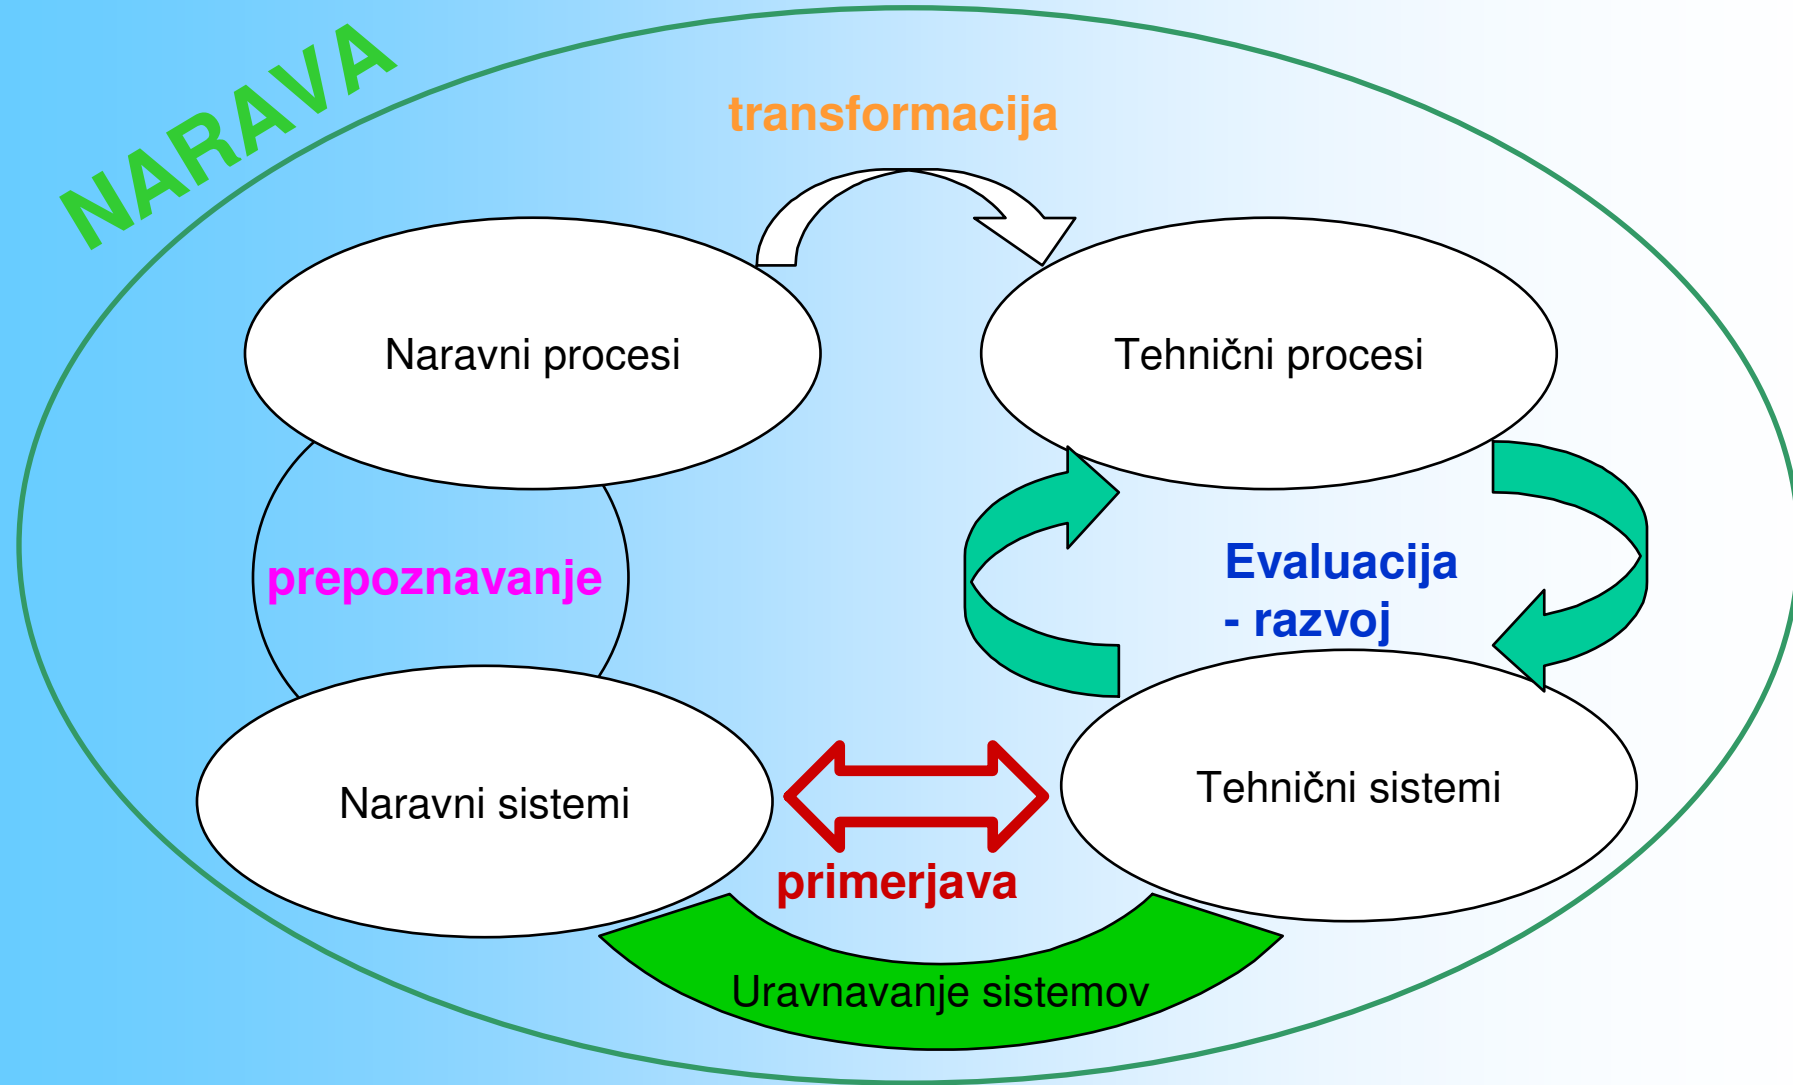 NARAVA
transformacija
Naravni procesi
Tehnični procesi
prepoznavanje
Evaluacija
- razvoj
Naravni sistemi
Tehnični sistemi
primerjava
Uravnavanje sistemov